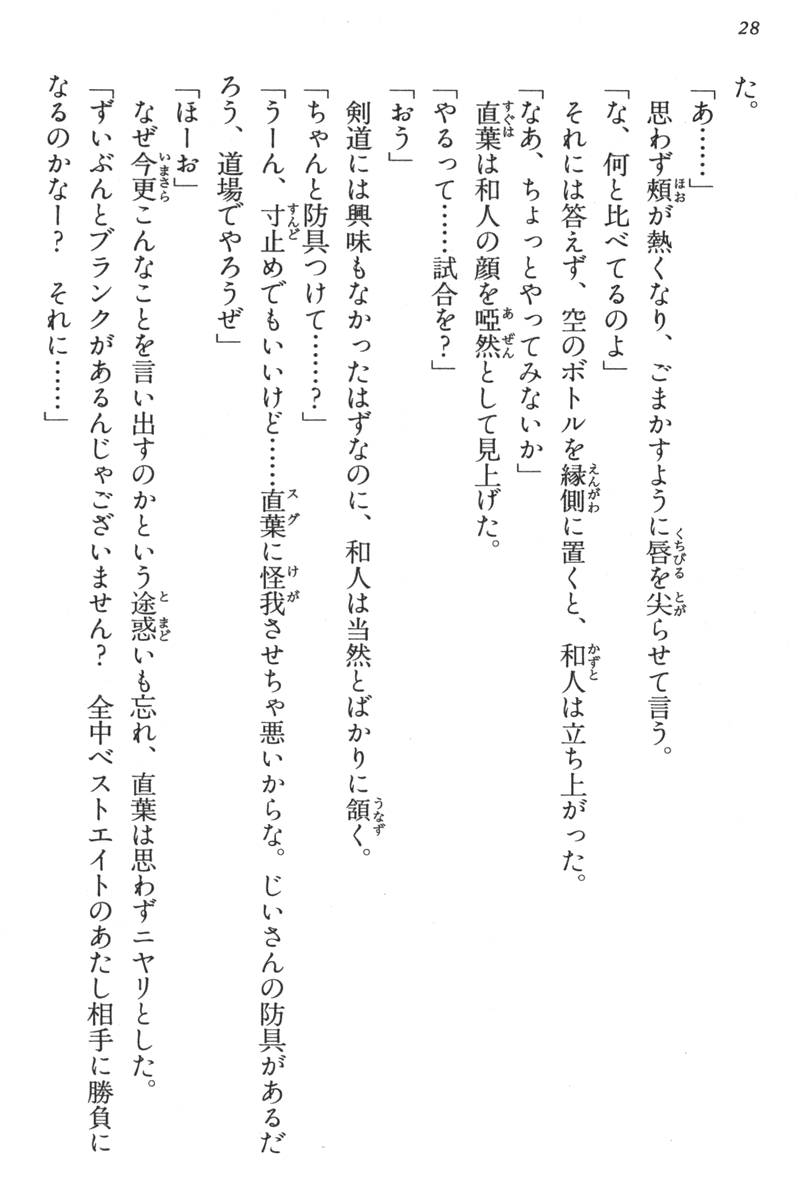 28
た。
「あ……」
思わず頬が熱くなり、ごまかすように唇を尖らせて言う。
「な、何と比べてるのよ」
それには答えず、空のボトルを縁側に置くと、和人は立ち上がった。
「なあ、ちょっとやってみないか」
直葉は和人の顔を啞然として見上げた。
「やるって……試合を?」
「おう」
剣道には興味もなかったはずなのに、和人は当然とばかりに頷く。
「ちゃんと防具つけて……?」
「うーん、寸止めでもいいけど……直葉に怪我させちゃ悪いからな。じいさんの防具があるだ
ろう、道場でやろうぜ」
「ほーお」
なぜ今更こんなことを言い出すのかという途惑いも忘れ、直葉は思わずニヤリとした。
「ずいぶんとブランクがあるんじゃございません? 全中ベストエイトのあたし相手に勝負に
なるのかなー? それに……」